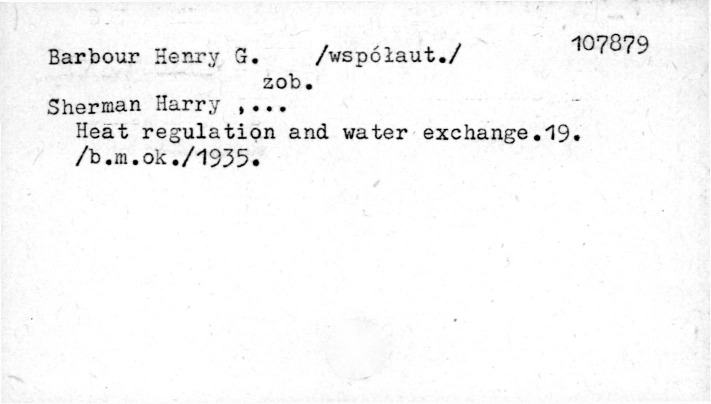 107879
Barbour Henry G. /współaut./
zob.
Sherman Harry ,...
Heat regulation and water exchange.19.
/b.m.ok./1935.